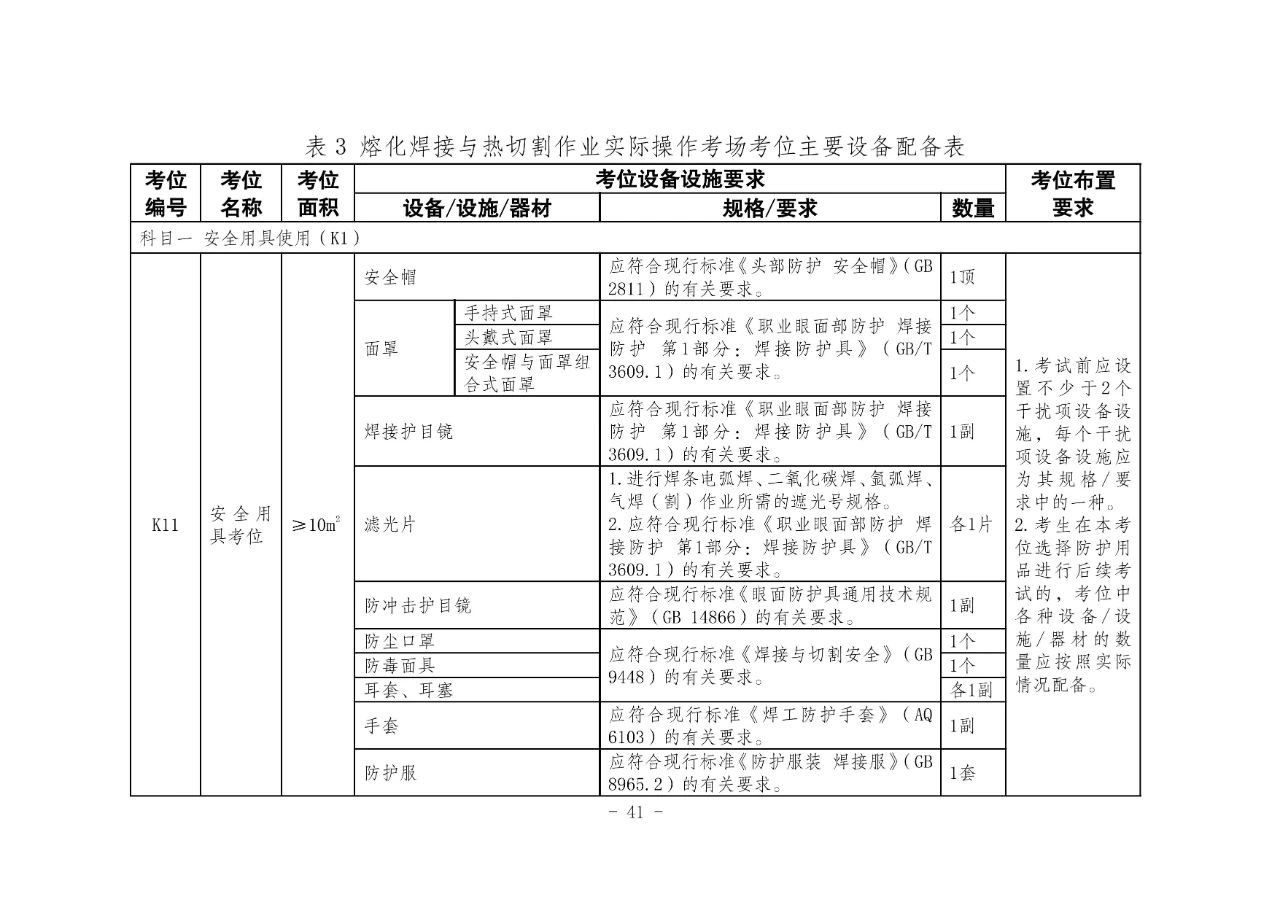 表 3 熔化焊接与热切割作业实际操作考场考位主要设备配备表
考位
编号
考位
名称
考位
面积
考位设备设施要求
考位布置
要求
设备/设施/器材
规格/要求
数量
科目一 安全用具使用（K1）
K11
安全用
具考位
≥10m²
安全帽
应符合现行标准《头部防护 安全帽》（GB
2811）的有关要求。
1顶
面罩
手持式面罩
1个
头戴式面罩
1个
安全帽与面罩组
合式面罩
1个
应符合现行标准《职业眼面部防护 焊接
防护 第1部分：焊接防护具》（GB/T
3609.1）的有关要求。
焊接护目镜
应符合现行标准《职业眼面部防护 焊接
防护 第1部分：焊接防护具》（GB/T
3609.1）的有关要求。
1副
滤光片
1.进行焊条电弧焊、二氧化碳焊、氩弧焊、
气焊（割）作业所需的遮光号规格。
2.应符合现行标准《职业眼面部防护 焊
接防护 第1部分：焊接防护具》（GB/T
3609.1）的有关要求。
各1片
防冲击护目镜
应符合现行标准《眼面防护具通用技术规
范》（GB 14866）的有关要求。
1副
防尘口罩
1个
防毒面具
1个
耳套、耳塞
各1副
应符合现行标准《焊接与切割安全》（GB
9448）的有关要求。
手套
应符合现行标准《焊工防护手套》（AQ
6103）的有关要求。
1副
防护服
应符合现行标准《防护服装 焊接服》（GB
8965.2）的有关要求。
1套
1.考试前应设
置不少于2个
干扰项设备设
施，每个干扰
项设备设施应
为其规格/要
求中的一种。
2.考生在本考
位选择防护用
品进行后续考
试的，考位中
各种设备/设
施/器材的数
量应按照实际
情况配备。
- 41 -